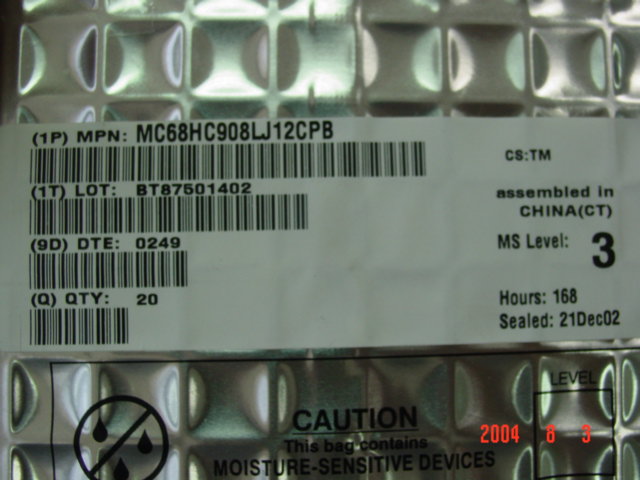 (1P) MPN: MC68HC908LJ12CPB
CS:TM
(1T) LOT: BT87501402
assembled in
CHINA(CT)
(9D) DTE: 0249
MS Level: 3
(Q) QTY: 20
Hours: 168
Sealed: 21Dec02
LEVEL
CAUTION
This bag contains
MOISTURE-SENSITIVE DEVICES
2004 8 3